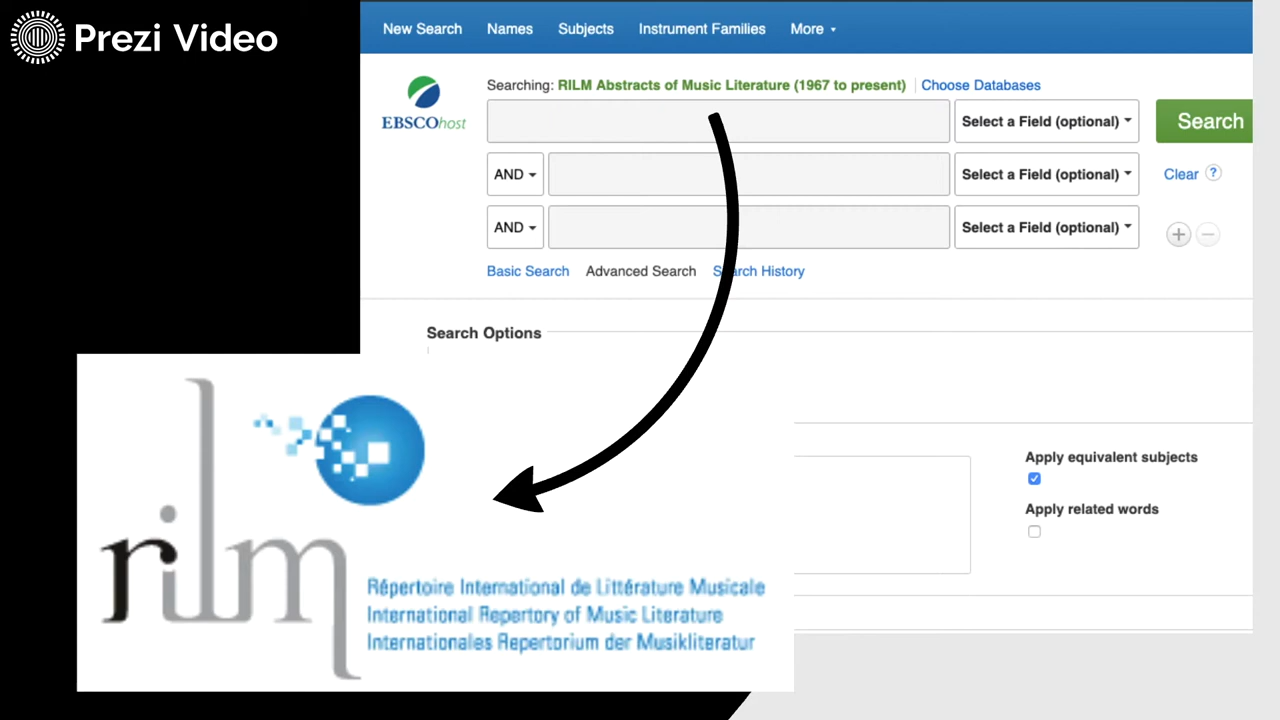 Prezi Video
New Search Names Subjects Instrument Families More
EBSCOhost
Searching: RILM Abstracts of Music Literature (1967 to present) Choose Databases
Select a Field (optional) Search
AND Select a Field (optional) Clear ?
AND Select a Field (optional)
Basic Search Advanced Search Search History
Search Options
Apply equivalent subjects
Apply related words
rilm
Répertoire International de Littérature Musicale
International Repertory of Music Literature
Internationales Repertorium der Musikliteratur